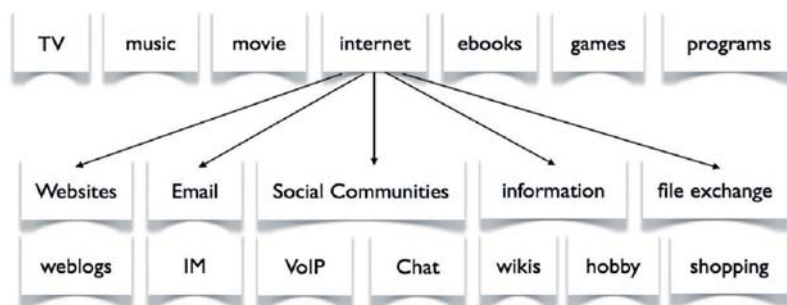 TV music movie internet ebooks games programs
Websites Email Social Communities information file exchange
weblogs IM VoIP Chat wikis hobby shopping